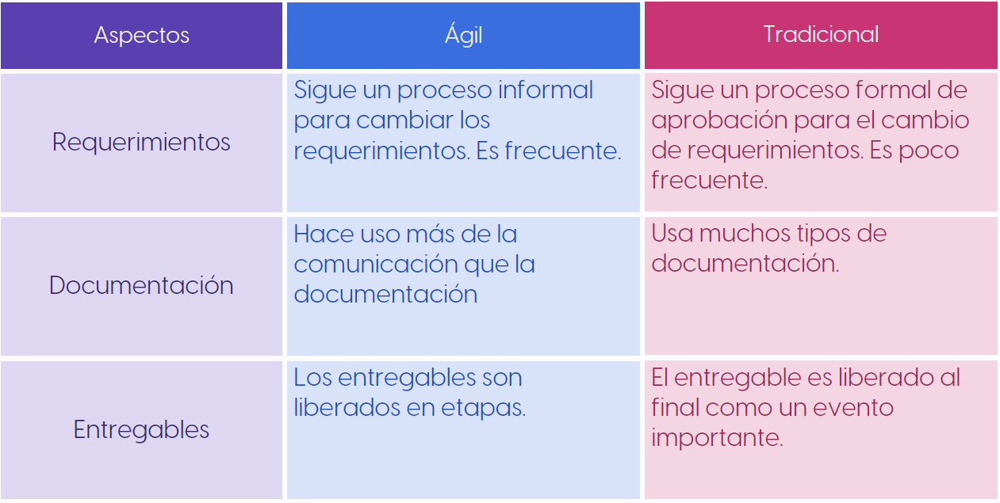 Aspectos
Ágil
Tradicional
Requerimientos
Sigue un proceso informal
para cambiar los
requerimientos. Es frecuente.
Sigue un proceso formal de
aprobación para el cambio
de requerimientos. Es poco
frecuente.
Documentación
Hace uso más de la
comunicación que la
documentación
Usa muchos tipos de
documentación.
Entregables
Los entregables son
liberados en etapas.
El entregable es liberado al
final como un evento
importante.